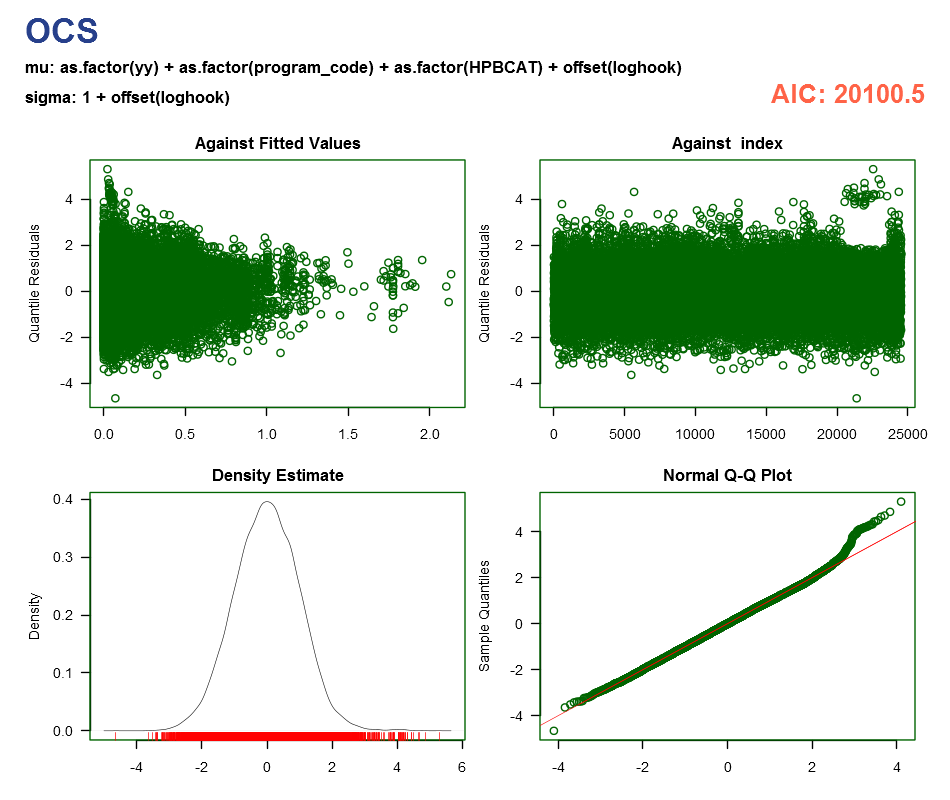 OCS
mu: as.factor(yy) + as.factor(program_code) + as.factor(HPBCAT) + offset(loghook)
sigma: 1 + offset(loghook)
AIC: 20100.5
Against Fitted Values
Quantile Residuals
4
2
0
-2
-4
0.0 0.5 1.0 1.5 2.0
Against index
Quantile Residuals
4
2
0
-2
-4
0 5000 10000 15000 20000 25000
Density Estimate
Density
0.4
0.3
0.2
0.1
0.0
-4 -2 0 2 4 6
Normal Q-Q Plot
Sample Quantiles
4
2
0
-2
-4
-4 -2 0 2 4